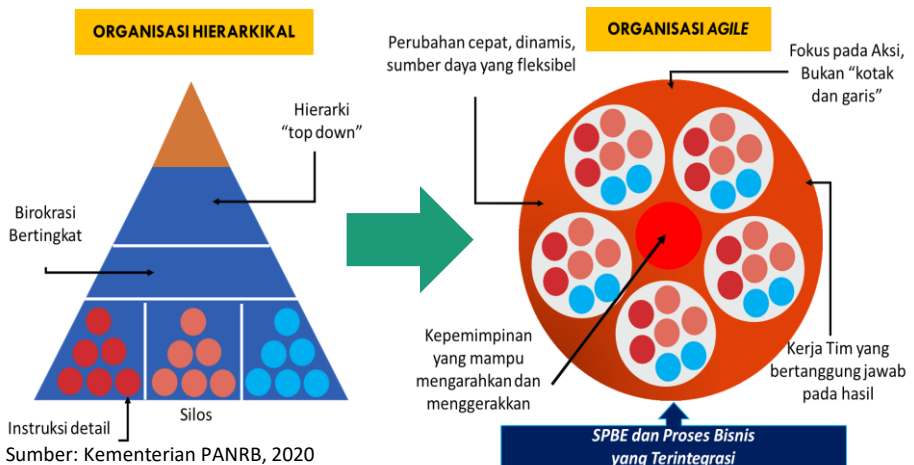 ORGANISASI HIERARKIKAL
Hierarki
“top down”
Birokrasi
Bertingkat
Silos
Instruksi detail
Sumber: Kementerian PANRB, 2020
ORGANISASI AGILE
Perubahan cepat, dinamis,
sumber daya yang fleksibel
Fokus pada Aksi,
Bukan “kotak
dan garis”
Kepemimpinan
yang mampu
mengarahkan dan
menggerakkan
Kerja Tim yang
bertanggung jawab
pada hasil
SPBE dan Proses Bisnis
yang Terintegrasi